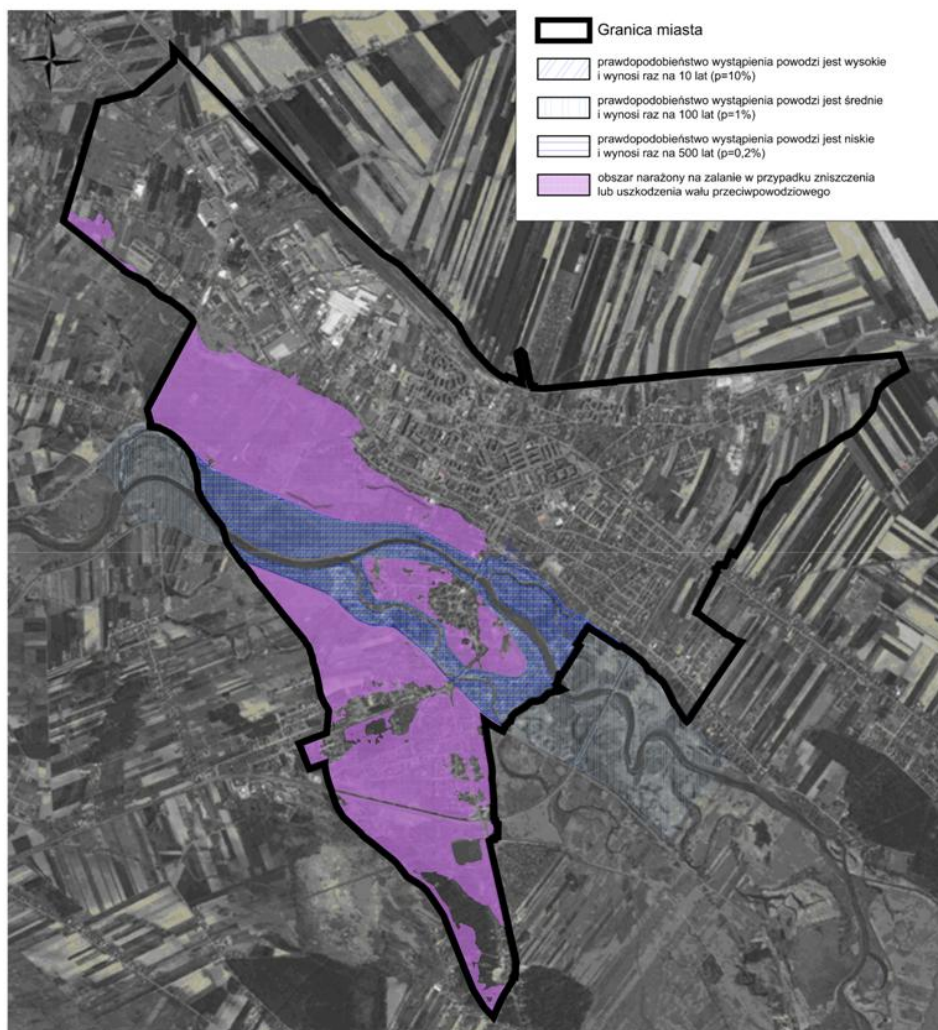 Granica miasta
prawdopodobieństwo wystąpienia powodzi jest wysokie
i wynosi raz na 10 lat (p=10%)
prawdopodobieństwo wystąpienia powodzi jest średnie
i wynosi raz na 100 lat (p=1%)
prawdopodobieństwo wystąpienia powodzi jest niskie
i wynosi raz na 500 lat (p=0,2%)
obszar narażony na zalanie w przypadku zniszczenia
lub uszkodzenia wału przeciwpowodziowego